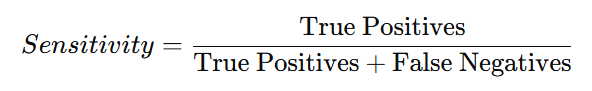 Sensitivity = True Positives / True Positives + False Negatives